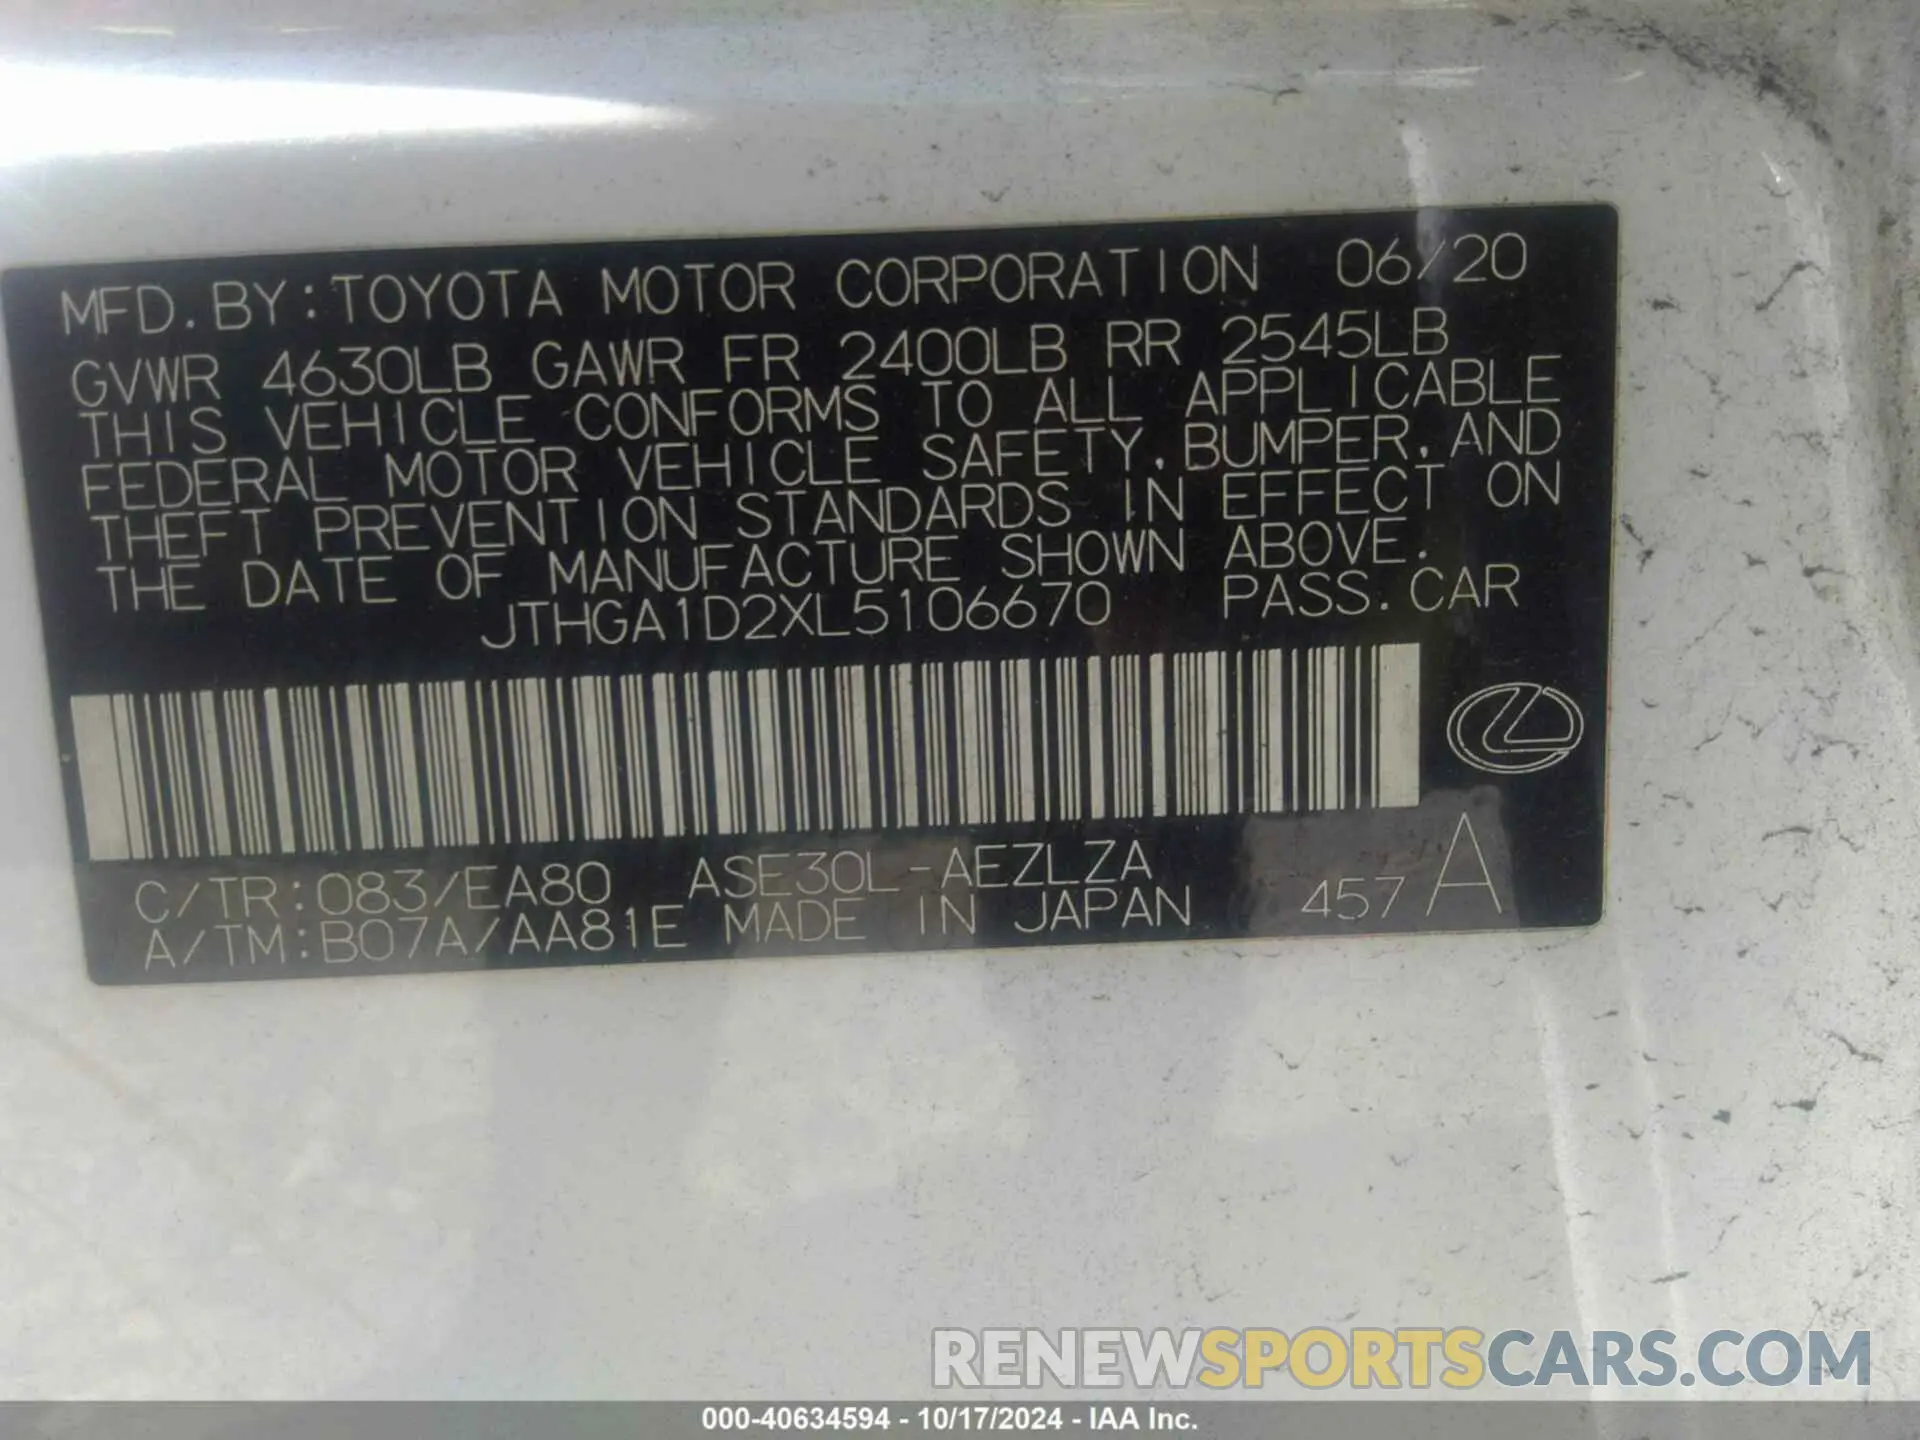 MFD. BY: TOYOTA MOTOR CORPORATION 06/20
GVWR 4630LB GAWR FR 2400LB RR 2545LB
THIS VEHICLE CONFORMS TO ALL APPLICABLE
FEDERAL MOTOR VEHICLE SAFETY, BUMPER, AND
THEFT PREVENTION STANDARDS IN EFFECT ON
THE DATE OF MANUFACTURE SHOWN ABOVE.
JTHGA1D2XL5106670 PASS. CAR
C/TR: 083/EA80 ASE30L-AEZLZA
A/TM: B07A/AA81E MADE IN JAPAN 457 A
RENEWSPORTSCARS.COM
000-40634594 - 10/17/2024 - IAA Inc.